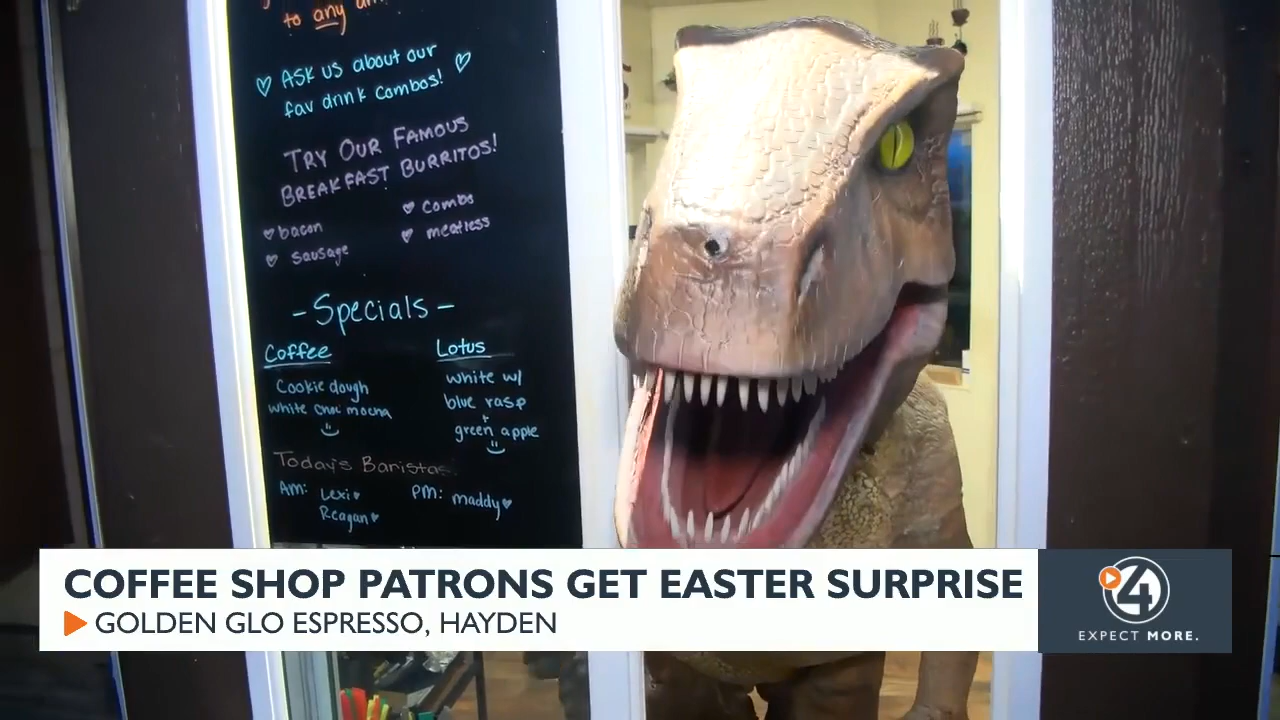 to any
♡ ASK us about our ♡
fav drink combos!
TRY OUR FAMOUS
BREAKFAST BURRITOS!
♡ bacon ♡ combo
♡ sausage ♡ meatless
- Specials -
Coffee Lotus
Cookie dough white w/
white choc mocha blue rasp
+
green apple
Today's Baristas
Am: Lexi ♡ PM: maddy ♡
Reagan ♡
COFFEE SHOP PATRONS GET EASTER SURPRISE
GOLDEN GLO ESPRESSO, HAYDEN
4
EXPECT MORE.